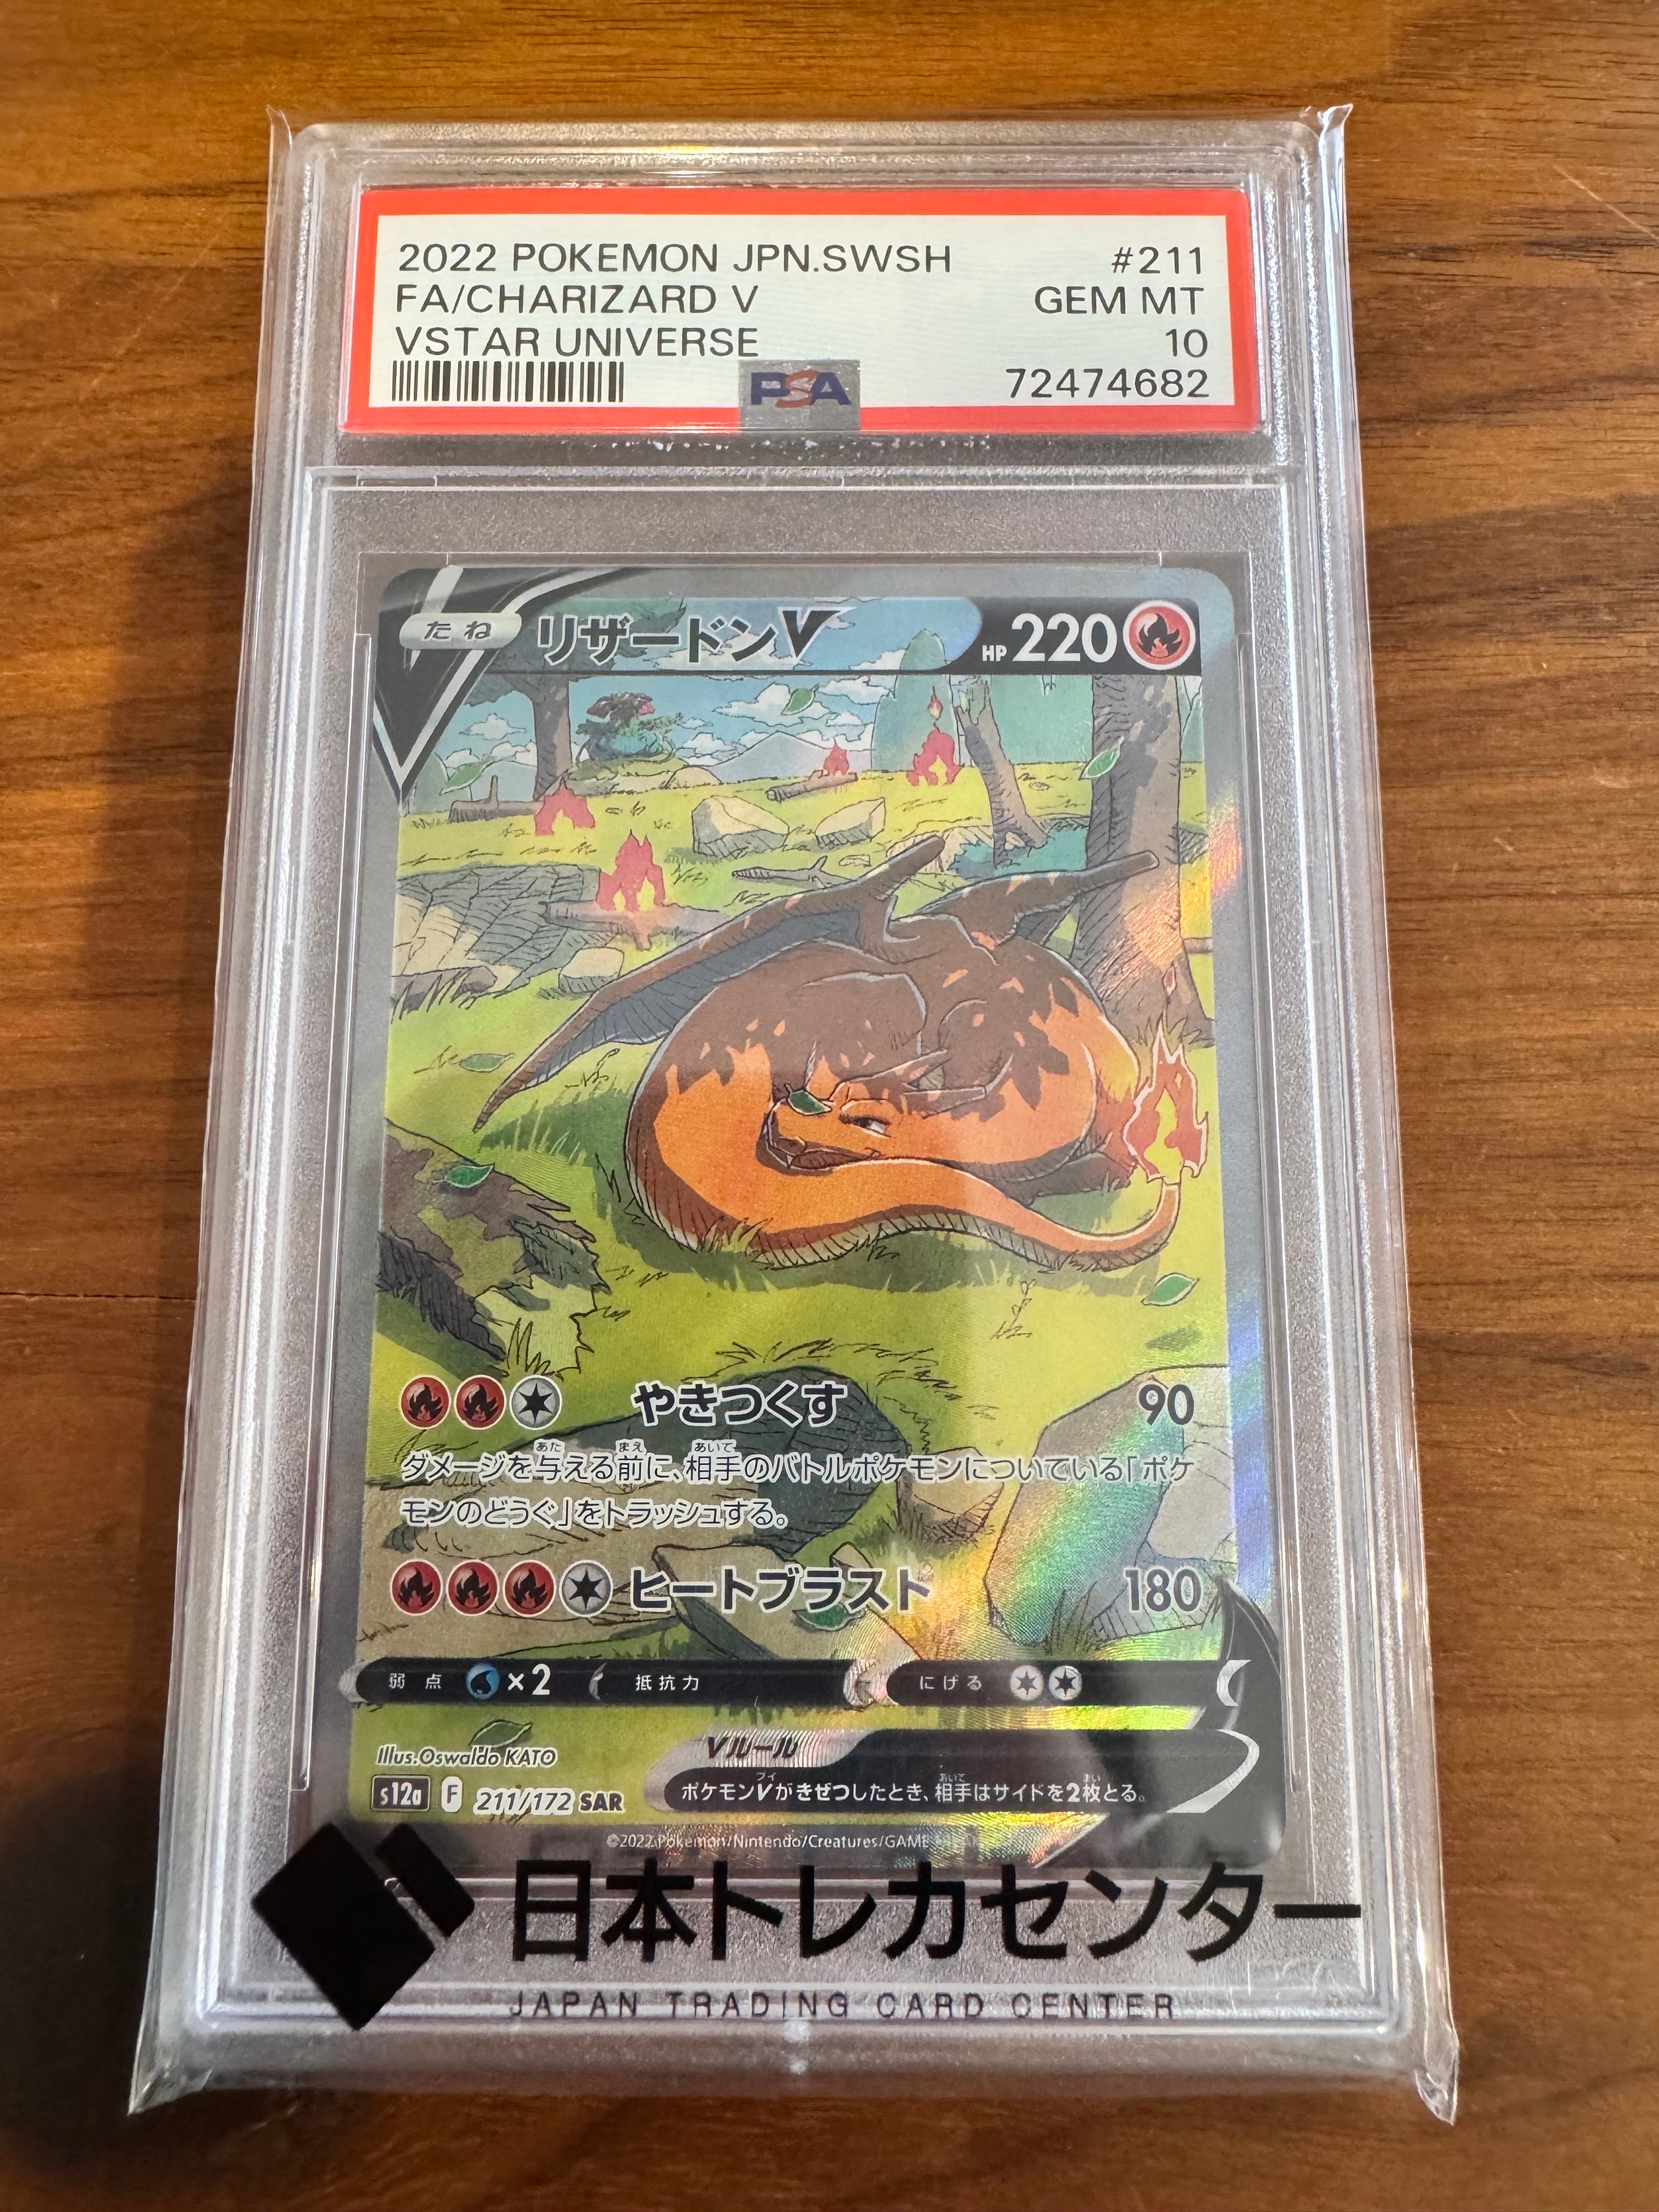 2022 POKEMON JPN.SWSH #211
FA/CHARIZARD V GEM MT
VSTAR UNIVERSE 10
PSA 72474682
たね リザードンV HP 220
やきつくす 90
ダメージを与える前に、相手のバトルポケモンについている「ポケ
モンのどうぐ」をトラッシュする。
ヒートブラスト 180
弱点 ×2 抵抗力 にげる
Illus.Oswaldo KATO
Vルール
s12a F 211/172 SAR
ポケモンVがきぜつしたとき、相手はサイドを2枚とる。
©2022 Pokémon/Nintendo/Creatures/GAME
日本トレカセンター
JAPAN TRADING CARD CENTER